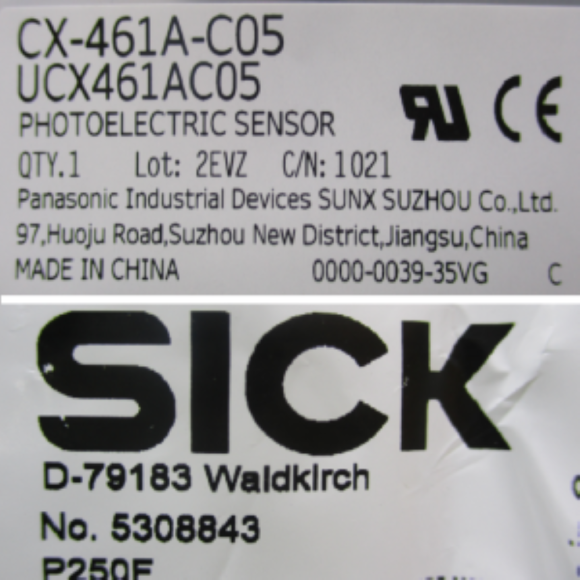 CX-461A-C05
UCX461AC05
PHOTOELECTRIC SENSOR
QTY.1 Lot: 2EVZ C/N: 1021
Panasonic Industrial Devices SUNX SUZHOU Co.,Ltd.
97,Huoju Road,Suzhou New District,Jiangsu,China
MADE IN CHINA 0000-0039-35VG C
SICK
D-79183 Waldkirch
No. 5308843
P250F